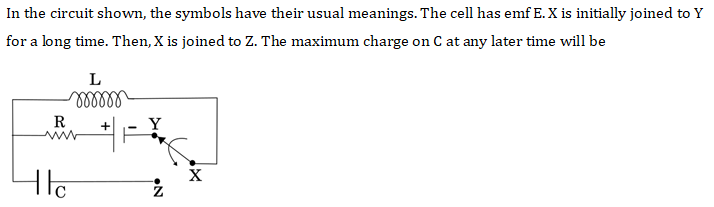 In the circuit shown, the symbols have their usual meanings. The cell has emf E. X is initially joined to Y
for a long time. Then, X is joined to Z. The maximum charge on C at any later time will be
L
R + - Y
X
C Z